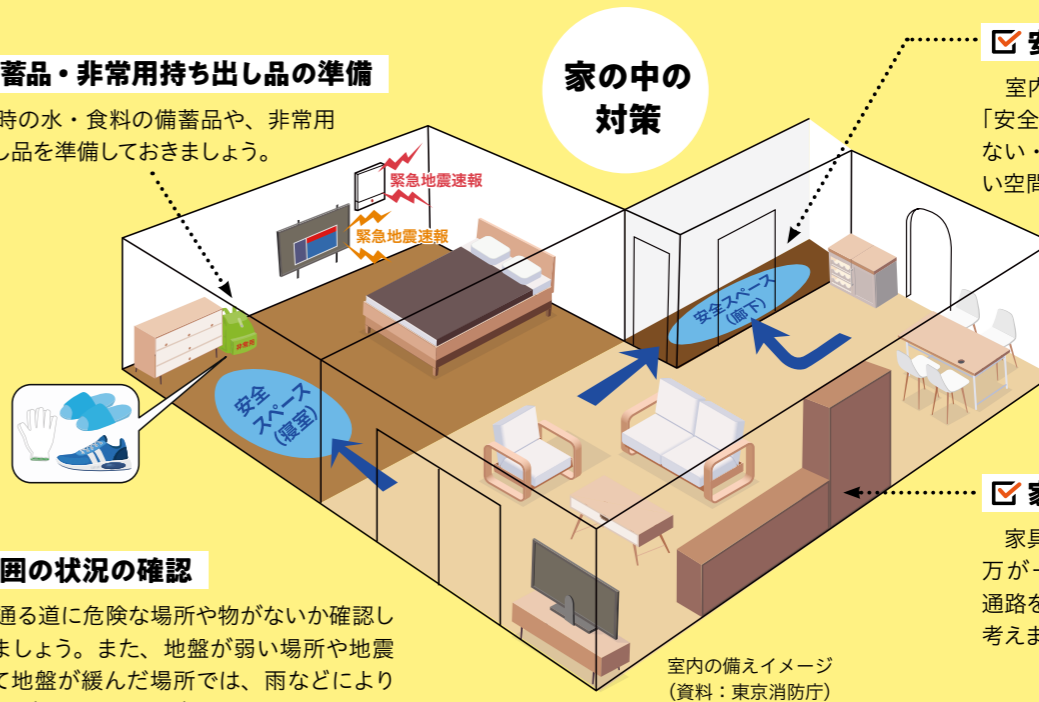 家の中の
対策
蓄品・非常用持ち出し品の準備
時の水・食料の備蓄品や、非常用
し品を準備しておきましょう。
緊急地震速報
緊急地震速報
安全スペース
(廊下)
非常用
安全
スペース
(寝室)
室内
「安全
ない・
い空間
家具
万が一
通路を
考えま
囲の状況の確認
通る道に危険な場所や物がないか確認し
ましょう。また、地盤が弱い場所や地震
て地盤が緩んだ場所では、雨などにより
室内の備えイメージ
(資料:東京消防庁)